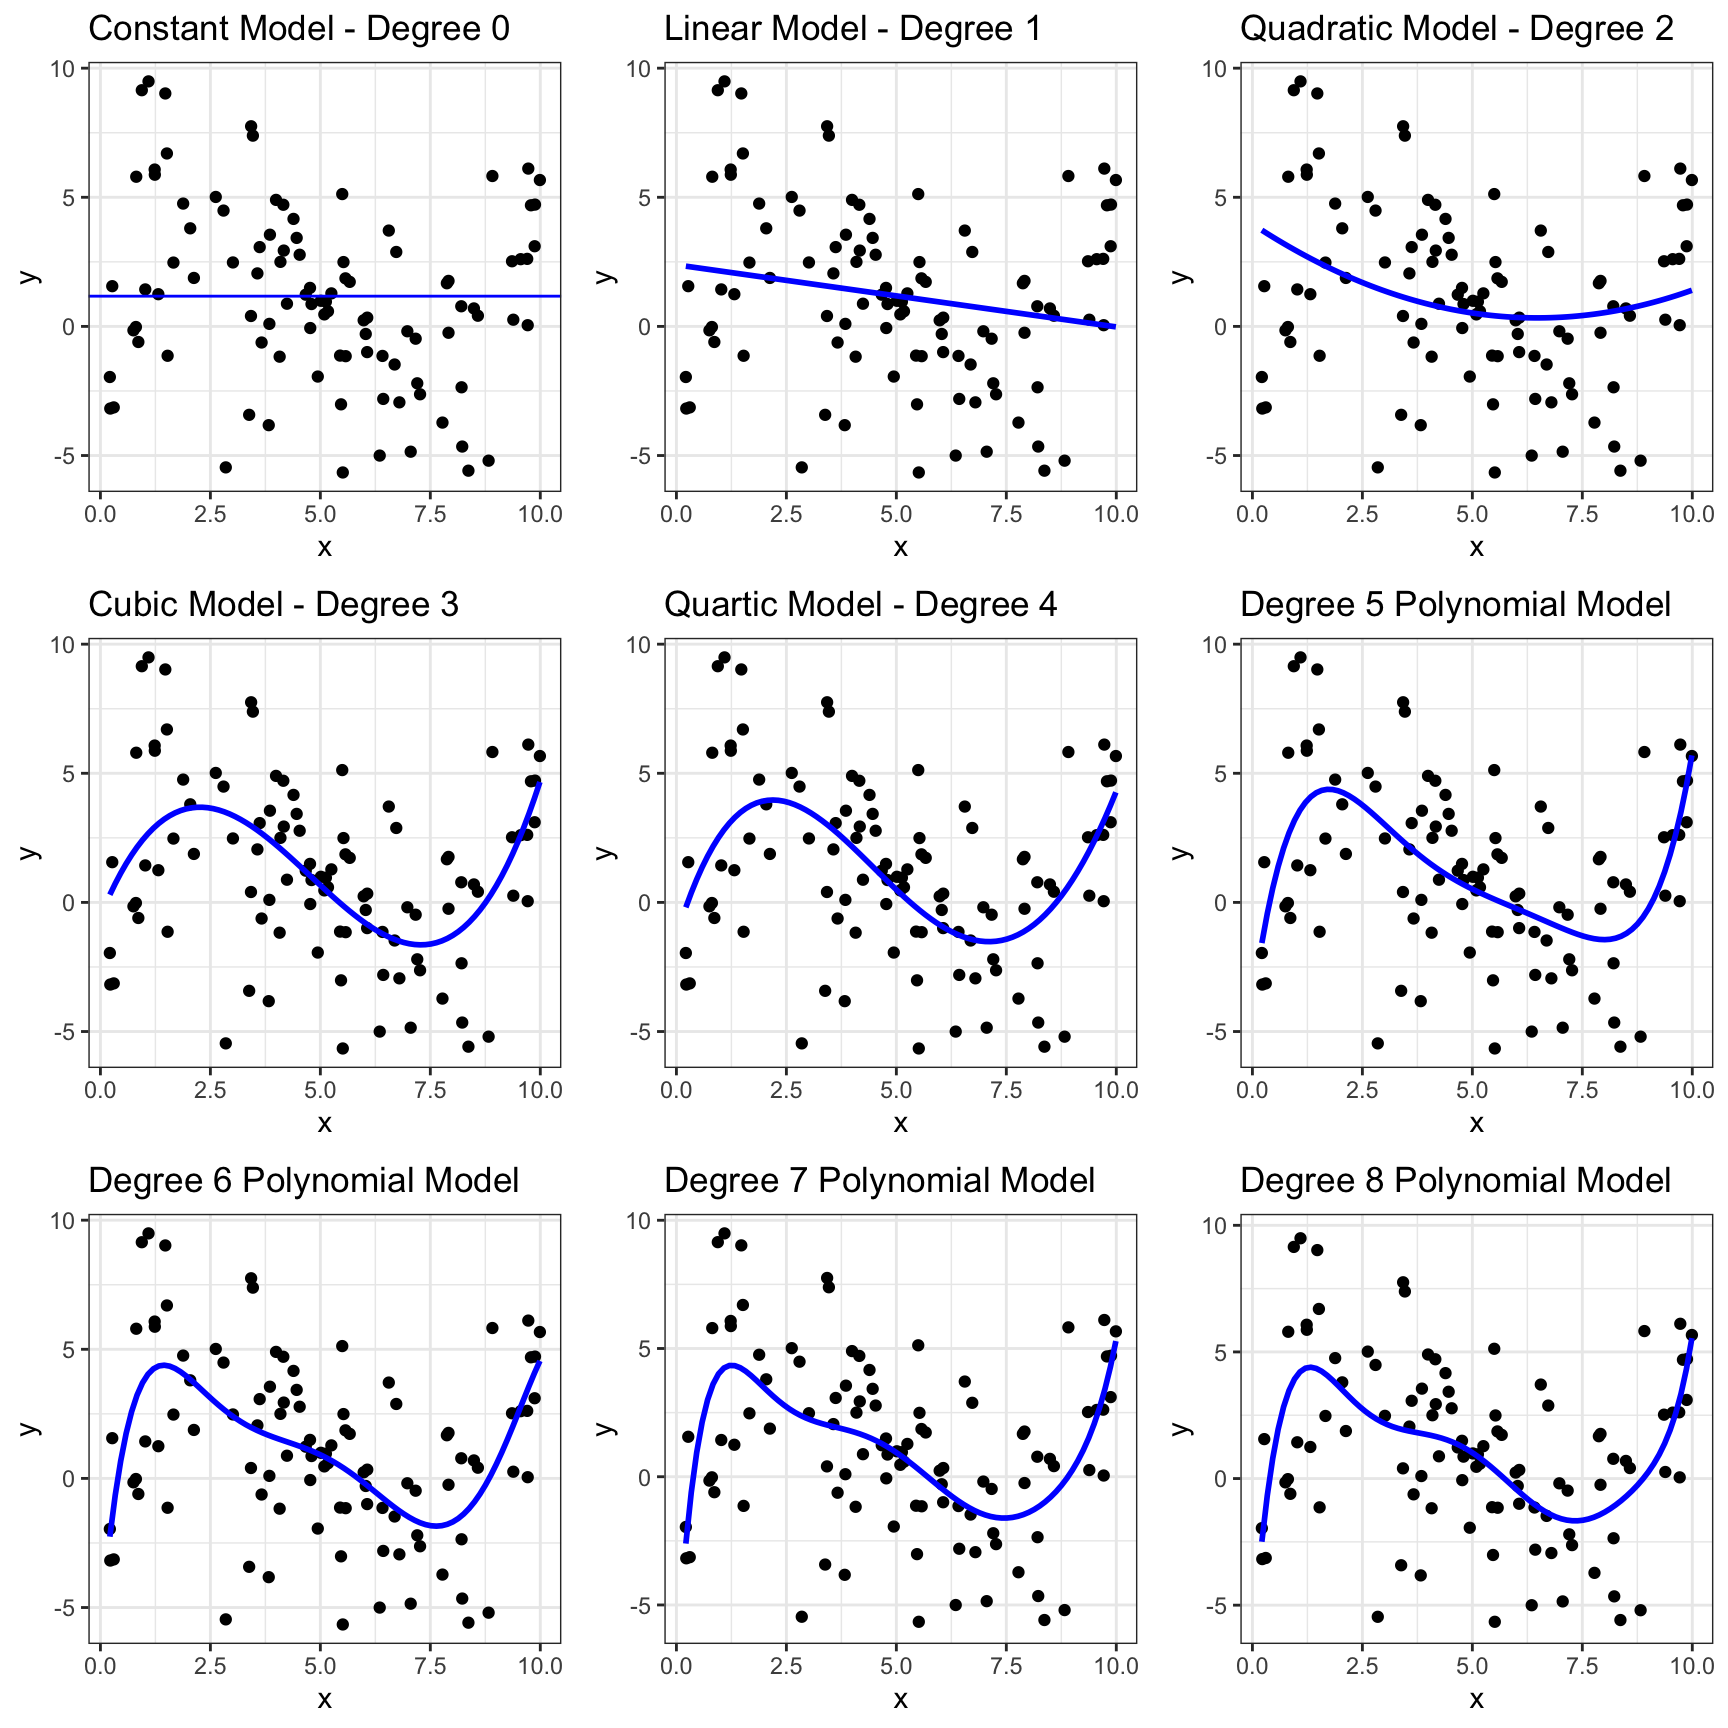 Constant Model - Degree 0
10
5
0
-5
y
0.0 2.5 5.0 7.5 10.0
x
Linear Model - Degree 1
10
5
0
-5
y
0.0 2.5 5.0 7.5 10.0
x
Quadratic Model - Degree 2
10
5
0
-5
y
0.0 2.5 5.0 7.5 10.0
x
Cubic Model - Degree 3
10
5
0
-5
y
0.0 2.5 5.0 7.5 10.0
x
Quartic Model - Degree 4
10
5
0
-5
y
0.0 2.5 5.0 7.5 10.0
x
Degree 5 Polynomial Model
10
5
0
-5
y
0.0 2.5 5.0 7.5 10.0
x
Degree 6 Polynomial Model
10
5
0
-5
y
0.0 2.5 5.0 7.5 10.0
x
Degree 7 Polynomial Model
10
5
0
-5
y
0.0 2.5 5.0 7.5 10.0
x
Degree 8 Polynomial Model
10
5
0
-5
y
0.0 2.5 5.0 7.5 10.0
x